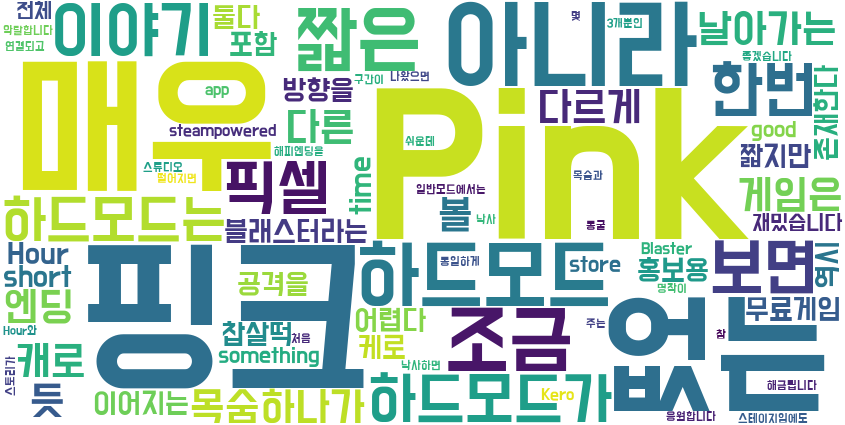 전체
악랄합니다
연결되고
이야기
둘다
포함
짧은
아니라
몇
3개뿐인
날아가는
좋겠습니다
매우
app
방향을
구간이
나왔으면
Pink
다르게
한번
존재한다
steampowered
다른
해피엔딩을
쉬운데
good
짧지만
스튜디오
떨어지면
픽셀
time
일반모드에서는
목숨과
게임은
하드모드는
블래스터라는
볼
낙사
동굴
재밌습니다
Hour
short
핑크
공격을
하드모드
통일하게
store
Blaster
홍보용
명작이
보면
역시
엔딩
Hour와
찹살떡
처음
어렵다
조금
없는
무료게임
주는
참
스토리가
캐로
something
케로
낙사하면
해금됩니다
듯
이어지는
목숨하나가
하드모드가
Kero
응원합니다
스테이지임에도